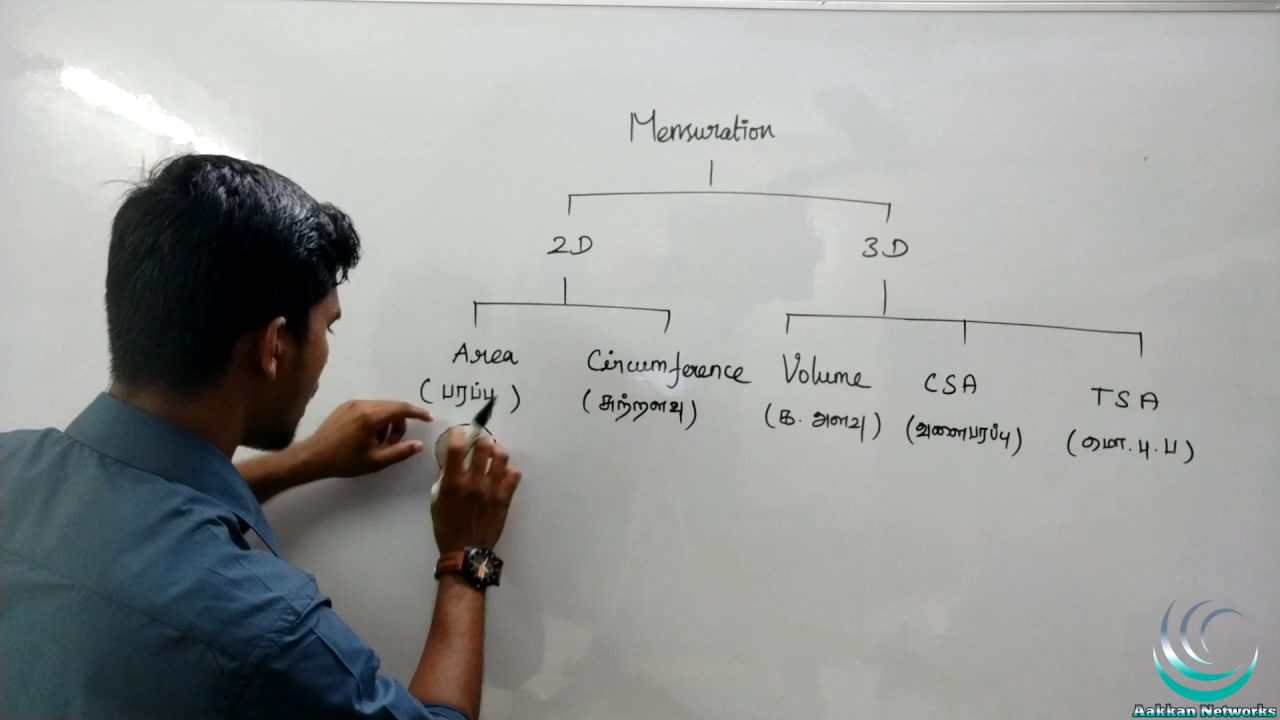 Mensuration
2D 3D
Area Circumference Volume CSA TSA
(பரப்பு) (சுற்றளவு) (க. அளவு) (வளைபரப்பு) (மொ. பு. ப)
Aakkan Networks